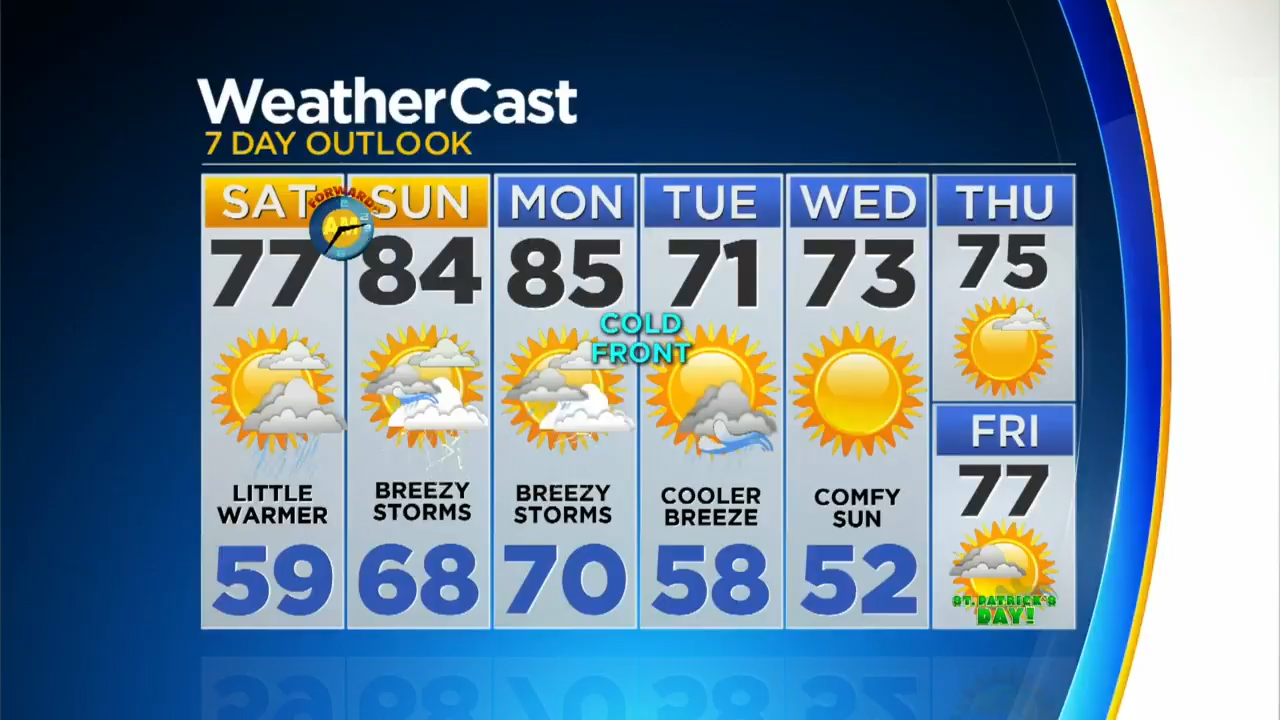 WeatherCast
7 DAY OUTLOOK
SAT
FORWARD!
AM
SUN
MON
TUE
WED
THU
77
84
85
71
73
75
COLD
FRONT
LITTLE
WARMER
BREEZY
STORMS
BREEZY
STORMS
COOLER
BREEZE
COMFY
SUN
59
68
70
58
52
FRI
77
ST. PATRICK'S
DAY!